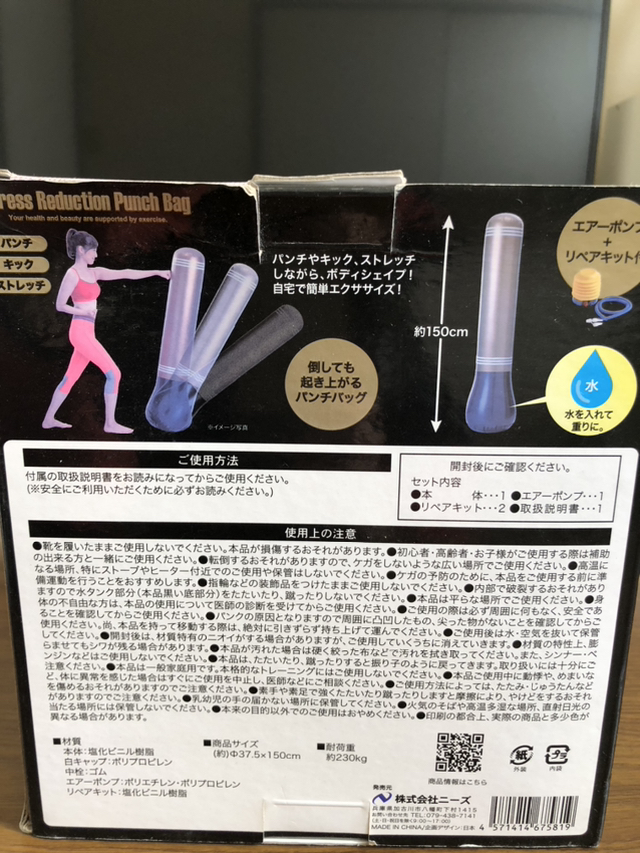 ress Reduction Punch Bag
Your health and beauty are supported by exercise.
パンチ
キック
ストレッチ
パンチやキック、ストレッチ
しながら、ボディシェイプ!
自宅で簡単エクササイズ!
倒しても
起き上がる
パンチバッグ
※イメージ写真
約150cm
エアーポンプ
+
リペアキット付
水
水を入れて
重りに。
ご使用方法
付属の取扱説明書をお読みになってからご使用ください。
(※安全にご利用いただくために必ずお読みください。)
開封後にご確認ください。
セット内容
●本 体・・・1 ●エアーポンプ・・・1
●リペアキット・・・2 ●取扱説明書・・・1
使用上の注意
●靴を履いたままご使用しないでください。本品が損傷するおそれがあります。●初心者・高齢者・お子様がご使用する際は補助
の出来る方と一緒にご使用ください。●転倒するおそれがありますので、ケガをしないような広い場所でご使用ください。●高温に
なる場所、特にストーブやヒーター付近でのご使用や保管はしないでください。●ケガの予防のために、本品をご使用する前に準
備運動を行うことをおすすめします。●指輪などの装飾品をつけたままご使用しないでください。●内部で破裂するおそれがあり
ますので水タンク部分(本品黒い底部分)をたたいたり、蹴ったりしないでください。●本品は平らな場所でご使用ください。●身
体の不自由な方は、本品の使用について医師の診断を受けてからご使用ください。●ご使用の際は必ず周囲に何もなく、安全であ
ることを確認してからご使用ください。●パンクの原因となりますので周囲に凸凹したもの、尖った物がないことを確認してからご
使用ください。尚、本品を持って移動する際は、絶対に引きずらず持ち上げて運んでください。●ご使用後は水・空気を抜いて保管
してください。●開封後は、材質特有のニオイがする場合がありますが、ご使用していくうちに消えていきます。●材質の特性上、膨
らませてもシワが残る場合があります。●本品が汚れた場合は硬く絞った布などで汚れを拭き取ってください。また、シンナー・ベ
ンジンなどはご使用しないでください。●本品は、たたいたり、蹴ったりすると振り子のように戻ってきます。取り扱いには十分にご
注意ください。●本品は一般家庭用です。本格的なトレーニングにはご使用しないでください。●本品ご使用中に動悸や、めまいな
ど、体に異常を感じた場合はすぐにご使用を中止し、医師などにご相談ください。●ご使用方法によっては、たたみ・じゅうたんなど
を傷めるおそれがありますのでご注意ください。●素手や素足で強くたたいたり蹴ったりしますと摩擦により、やけどをするおそれ
がありますのでご注意ください。●乳幼児の手の届かない場所に保管してください。●火気のそばや高温多湿な場所、直射日光の
当たる場所には保管しないでください。●本来の目的以外でのご使用はおやめください。●印刷の都合上、実際の商品と多少色が
異なる場合があります。
■材質
本体:塩化ビニル樹脂
白キャップ:ポリプロピレン
中栓:ゴム
エアーポンプ:ポリエチレン・ポリプロピレン
リペアキット:塩化ビニル樹脂
■商品サイズ
(約)Φ37.5×150cm
■耐荷重
約230kg
商品情報はこちら
紙
外装
プラ
内袋
発売元
株式会社ニーズ
兵庫県加古川市八幡町下村1415
お問い合わせ先 TEL:079-438-7141
(土・日・祝日を除く9:00~17:00)
MADE IN CHINA/企画デザイン:日本
4 571414 675819